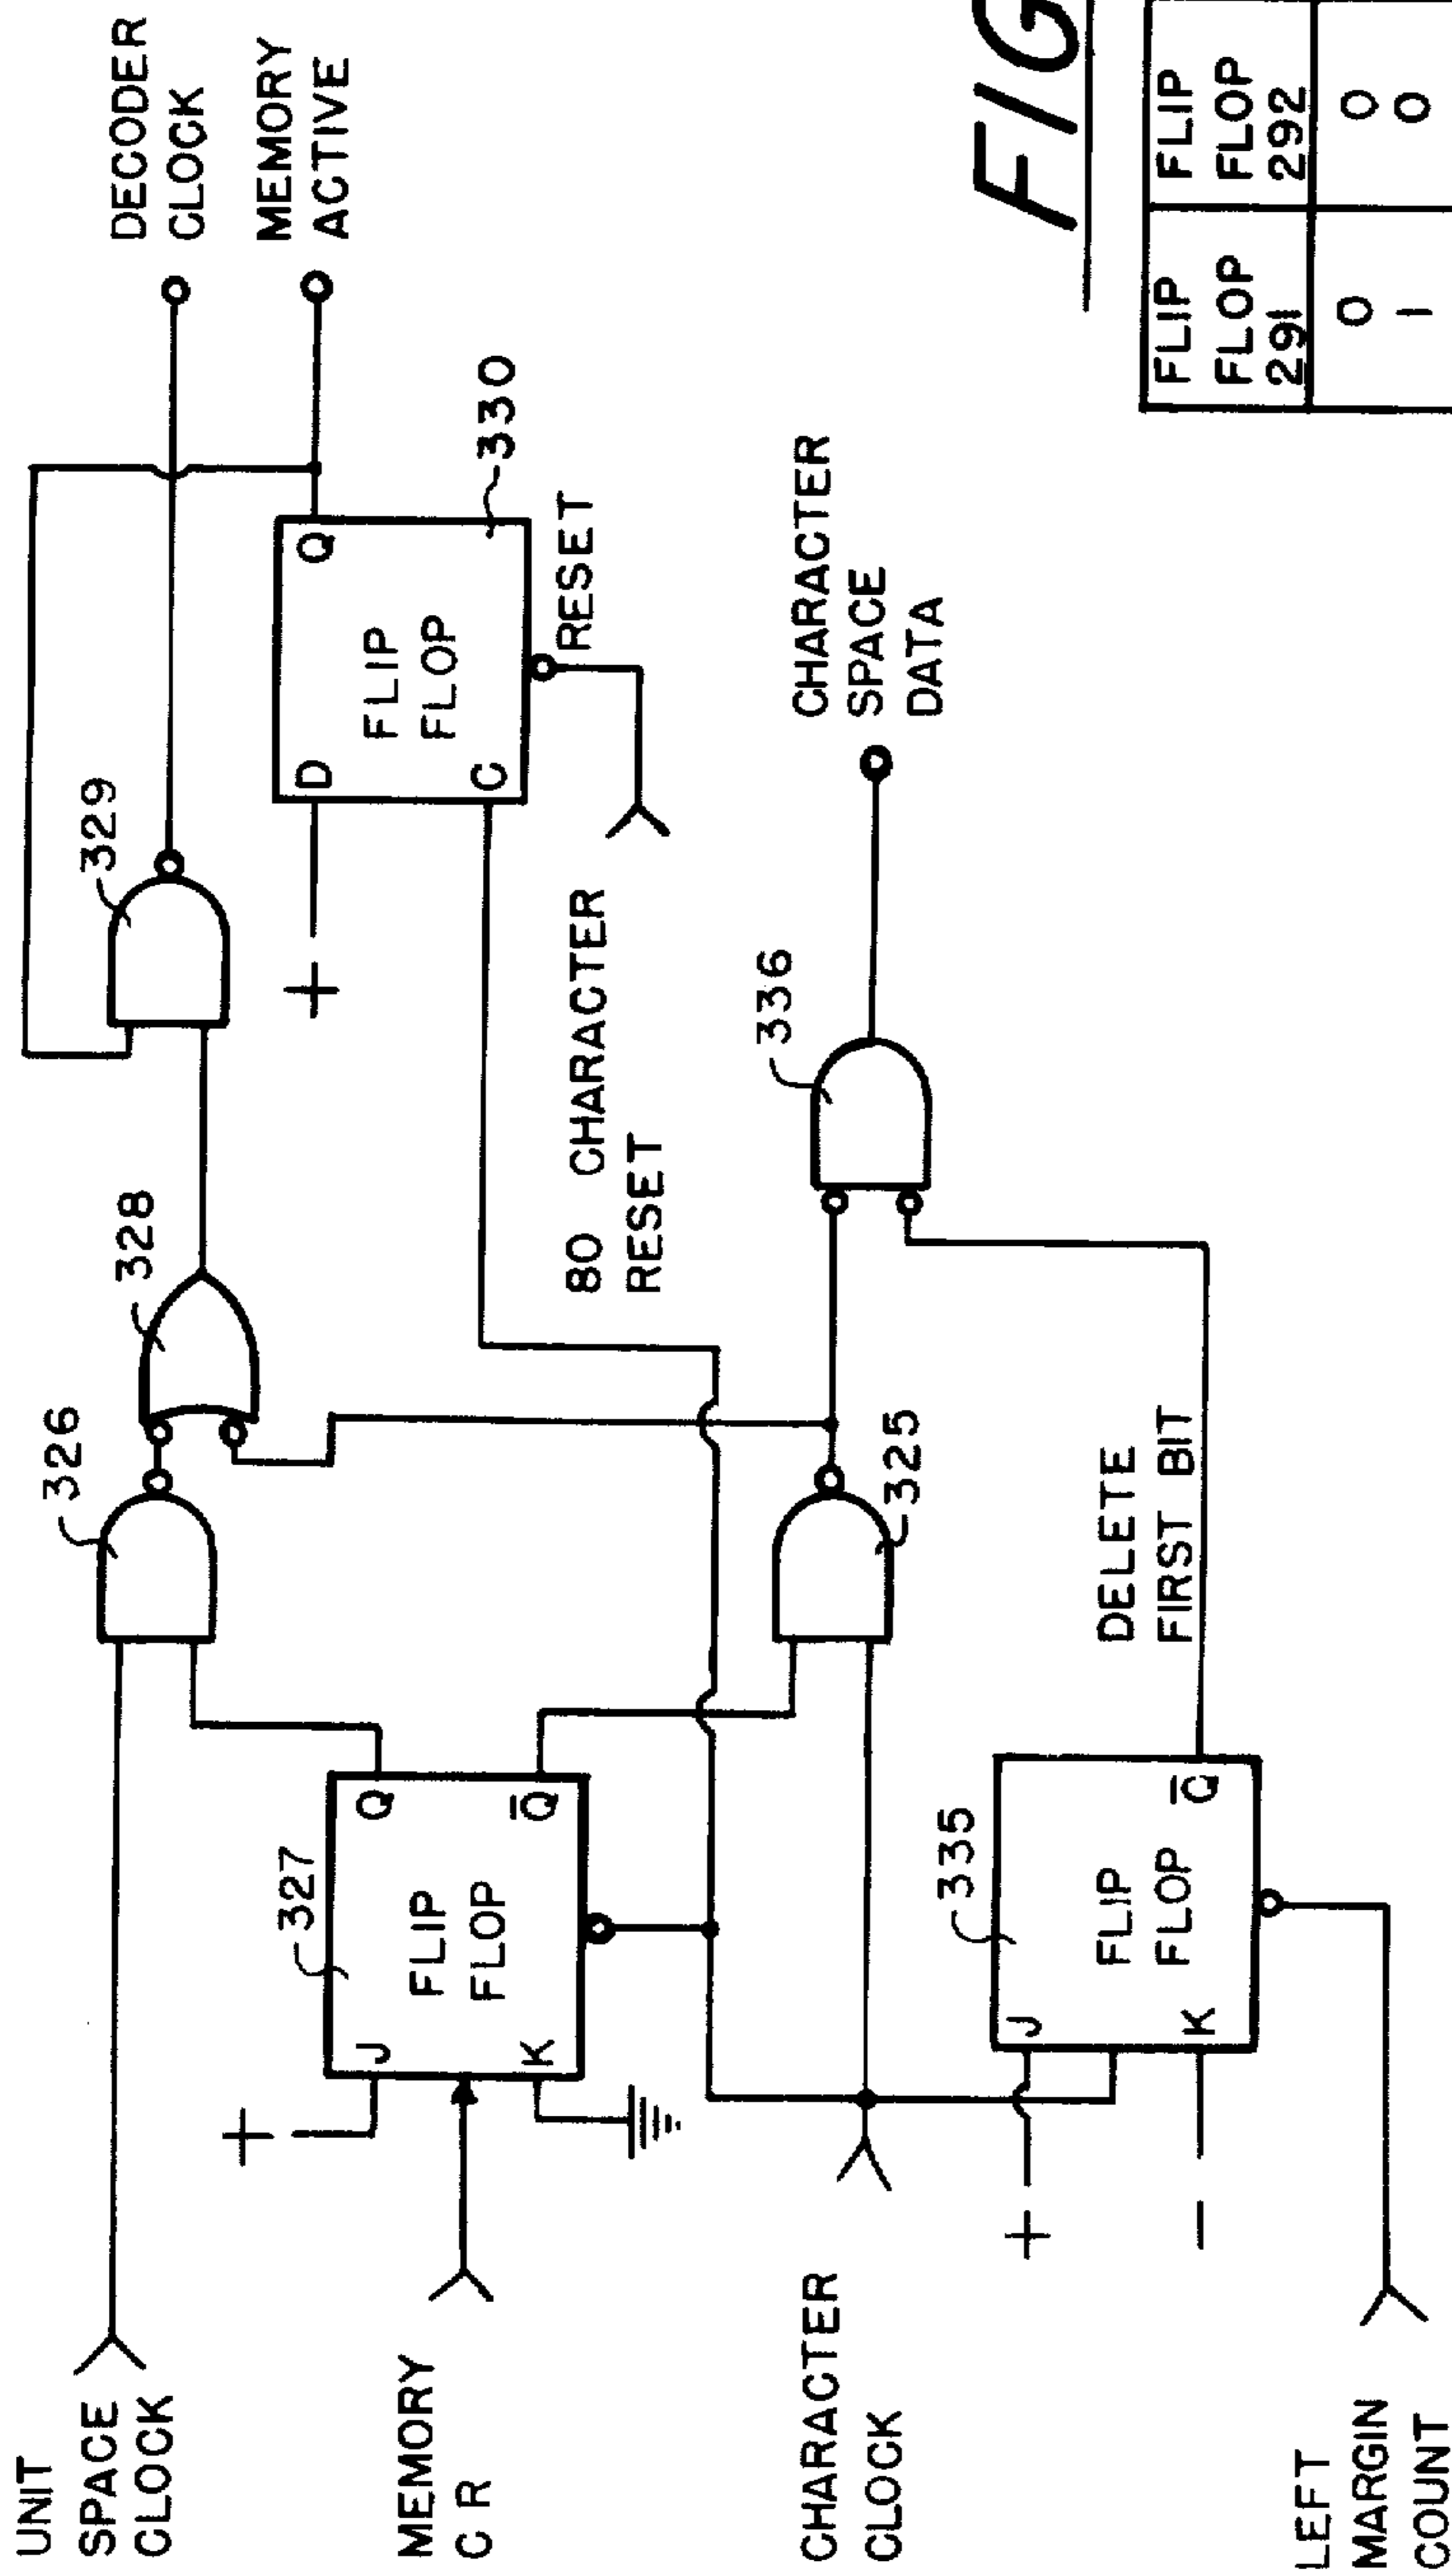 UNIT
SPACE
CLOCK
MEMORY
C R
CHARACTER
CLOCK
LEFT
MARGIN
COUNT
+
J
K
327
FLIP
FLOP
Q
Q̅
326
328
329
DECODER
CLOCK
MEMORY
ACTIVE
+
D
C
FLIP
FLOP
Q
330
RESET
80 CHARACTER
RESET
325
336
CHARACTER
SPACE
DATA
+
-
J
K
335
FLIP
FLOP
Q̅
DELETE
FIRST BIT
FIG
FLIP
FLOP
291
FLIP
FLOP
292
0 0
1 0